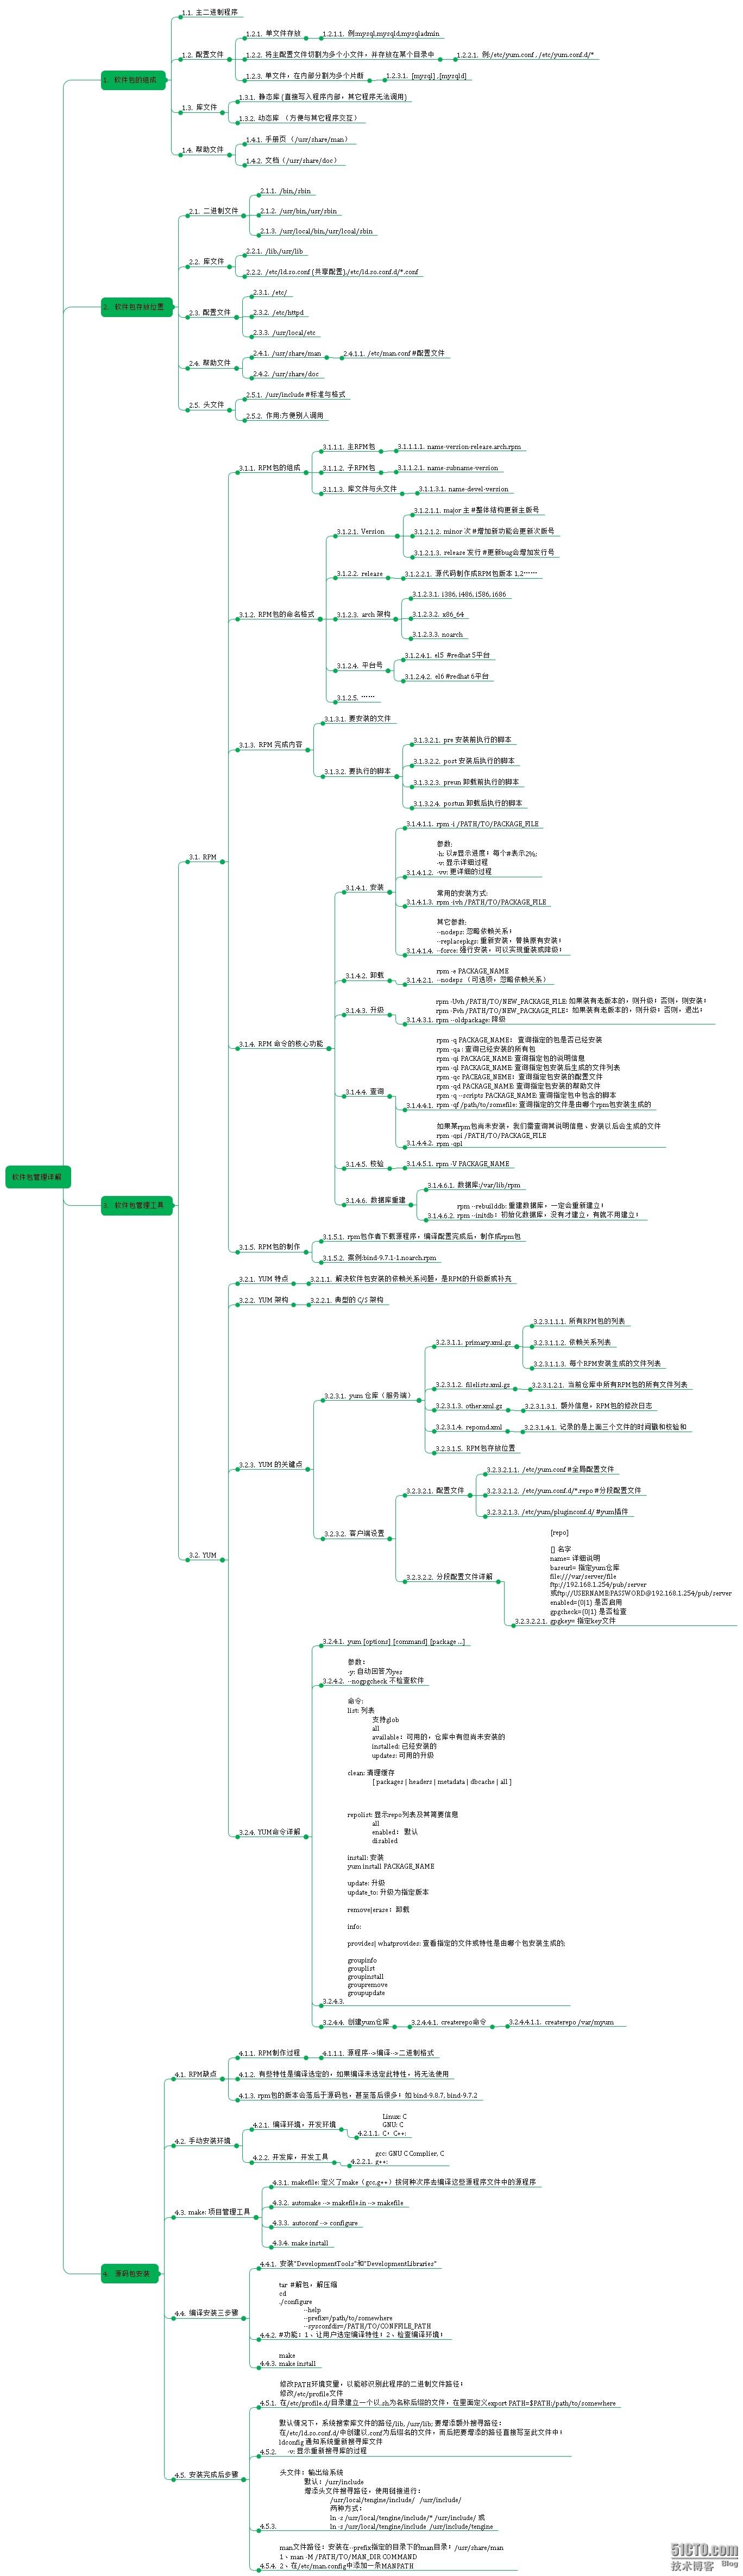 软件包管理详解
1. 软件包的组成
1.1. 主二进制程序
1.2. 配置文件
1.2.1. 单文件存放
1.2.1.1. 例:mysql,mysqld,mysqladmin
1.2.2. 将主配置文件切割为多个小文件，并存放在某个目录中
1.2.2.1. 例:/etc/yum.conf , /etc/yum.conf.d/*
1.2.3. 单文件，在内部分割为多个片断
1.2.3.1. [mysql] ,[mysqld]
1.3. 库文件
1.3.1. 静态库 (直接写入程序内部，其它程序无法调用)
1.3.2. 动态库 （方便与其它程序交互）
1.4. 帮助文件
1.4.1. 手册页 （/usr/share/man）
1.4.2. 文档（/usr/share/doc）
2. 软件包存放位置
2.1. 二进制文件
2.1.1. /bin,/sbin
2.1.2. /usr/bin,/usr/sbin
2.1.3. /usr/local/bin,/usr/lcoal/sbin
2.2. 库文件
2.2.1. /lib,/usr/lib
2.2.2. /etc/ld.so.conf (共享配置),/etc/ld.so.conf.d/*.conf
2.3. 配置文件
2.3.1. /etc/
2.3.2. /etc/httpd
2.3.3. /usr/local/etc
2.4. 帮助文件
2.4.1. /usr/share/man
2.4.1.1. /etc/man.conf #配置文件
2.4.2. /usr/share/doc
2.5. 头文件
2.5.1. /usr/include #标准与格式
2.5.2. 作用:方便别人调用
3. 软件包管理工具
3.1. RPM
3.1.1. RPM包的组成
3.1.1.1. 主RPM包
3.1.1.1.1. name-version-release.arch.rpm
3.1.1.2. 子RPM包
3.1.1.2.1. name-subname-version
3.1.1.3. 库文件与头文件
3.1.1.3.1. name-devel-version
3.1.2. RPM包的命名格式
3.1.2.1. Version
3.1.2.1.1. major 主 #整体结构更新主版号
3.1.2.1.2. minor 次 #增加新功能会更新次版号
3.1.2.1.3. release 发行 #更新bug会增加发行号
3.1.2.2. release
3.1.2.2.1. 源代码制作成RPM包版本 1,2……
3.1.2.3. arch 架构
3.1.2.3.1. i386, i486, i586, i686
3.1.2.3.2. x86_64
3.1.2.3.3. noarch
3.1.2.4. 平台号
3.1.2.4.1. el5 #redhat 5平台
3.1.2.4.2. el6 #redhat 6平台
3.1.2.5. ……
3.1.3. RPM 完成内容
3.1.3.1. 要安装的文件
3.1.3.2. 要执行的脚本
3.1.3.2.1. pre 安装前执行的脚本
3.1.3.2.2. post 安装后执行的脚本
3.1.3.2.3. preun 卸载前执行的脚本
3.1.3.2.4. postun 卸载后执行的脚本
3.1.4. RPM 命令的核心功能
3.1.4.1. 安装
3.1.4.1.1. rpm -i /PATH/TO/PACKAGE_FILE
参数;
-h: 以#显示进度；每个#表示2%;
-v: 显示详细过程
3.1.4.1.2. -vv: 更详细的过程
常用的安装方式:
3.1.4.1.3. rpm -ivh /PATH/TO/PACKAGE_FILE
其它参数;
--nodeps: 忽略依赖关系；
--replacepkgs: 重新安装，替换原有安装；
3.1.4.1.4. --force: 强行安装，可以实现重装或降级；
3.1.4.2. 卸载
rpm -e PACKAGE_NAME
3.1.4.2.1. --nodeps （可选项，忽略依赖关系）
3.1.4.3. 升级
rpm -Uvh /PATH/TO/NEW_PACKAGE_FILE: 如果装有老版本的，则升级；否则，则安装；
rpm -Fvh /PATH/TO/NEW_PACKAGE_FILE：如果装有老版本的，则升级；否则，退出；
3.1.4.3.1. rpm --oldpackage: 降级
3.1.4.4. 查询
rpm -q PACKAGE_NAME： 查询指定的包是否已经安装
rpm -qa : 查询已经安装的所有包
rpm -qi PACKAGE_NAME: 查询指定包的说明信息
rpm -ql PACKAGE_NAME: 查询指定包安装后生成的文件列表
rpm -qc PACEAGE_NEME：查询指定包安装的配置文件
rpm -qd PACKAGE_NAME: 查询指定包安装的帮助文件
rpm -q --scripts PACKAGE_NAME: 查询指定包中包含的脚本
3.1.4.4.1. rpm -qf /path/to/somefile: 查询指定的文件是由哪个rpm包安装生成的
如果某rpm包尚未安装，我们需查询其说明信息、安装以后会生成的文件
rpm -qpi /PATH/TO/PACKAGE_FILE
3.1.4.4.2. rpm -qpl
3.1.4.5. 校验
3.1.4.5.1. rpm -V PACKAGE_NAME
3.1.4.6. 数据库重建
3.1.4.6.1. 数据库:/var/lib/rpm
rpm --rebuilddb: 重建数据库，一定会重新建立；
3.1.4.6.2. rpm --initdb：初始化数据库，没有才建立，有就不用建立；
3.1.5. RPM包的制作
3.1.5.1. rpm包作者下载源程序，编译配置完成后，制作成rpm包
3.1.5.2. 案例:bind-9.7.1-1.noarch.rpm
3.2. YUM
3.2.1. YUM 特点
3.2.1.1. 解决软件包安装的依赖关系问题，是RPM的升级版或补充
3.2.2. YUM 架构
3.2.2.1. 典型的 C/S 架构
3.2.3. YUM 的关键点
3.2.3.1. yum 仓库（服务端）
3.2.3.1.1. primary.xml.gz
3.2.3.1.1.1. 所有RPM包的列表
3.2.3.1.1.2. 依赖关系列表
3.2.3.1.1.3. 每个RPM安装生成的文件列表
3.2.3.1.2. filelists.xml.gz
3.2.3.1.2.1. 当前仓库中所有RPM包的所有文件列表
3.2.3.1.3. other.xml.gz
3.2.3.1.3.1. 额外信息，RPM包的修改日志
3.2.3.1.4. repomd.xml
3.2.3.1.4.1. 记录的是上面三个文件的时间戳和校验和
3.2.3.1.5. RPM包存放位置
3.2.3.2. 客户端设置
3.2.3.2.1. 配置文件
3.2.3.2.1.1. /etc/yum.conf #全局配置文件
3.2.3.2.1.2. /etc/yum.conf.d/*.repo #分段配置文件
3.2.3.2.1.3. /etc/yum/pluginconf.d/ #yum插件
3.2.3.2.2. 分段配置文件详解
[repo]
[] 名字
name= 详细说明
baseurl= 指定yum仓库
file:///var/server/file
ftp://192.168.1.254/pub/server
或ftp://USERNAME:PASSWORD@192.168.1.254/pub/server
enabled={0|1} 是否启用
gpgcheck={0|1} 是否检查
3.2.3.2.2.1. gpgkey= 指定key文件
3.2.4. YUM命令详解
3.2.4.1. yum [options] [command] [package ...]
参数：
-y: 自动回答为yes
3.2.4.2. --nogpgcheck 不检查软件
命令:
list: 列表
支持glob
all
available：可用的，仓库中有但尚未安装的
installed: 已经安装的
updates: 可用的升级
clean: 清理缓存
[ packages | headers | metadata | dbcache | all ]
repolist: 显示repo列表及其简要信息
all
enabled： 默认
disabled
install: 安装
yum install PACKAGE_NAME
update: 升级
update_to: 升级为指定版本
remove|erase：卸载
info:
provides| whatprovides: 查看指定的文件或特性是由哪个包安装生成的;
groupinfo
grouplist
groupinstall
groupremove
groupupdate
3.2.4.3.
3.2.4.4. 创建yum仓库
3.2.4.4.1. createrepo命令
3.2.4.4.1.1. createrepo /var/myum
4. 源码包安装
4.1. RPM缺点
4.1.1. RPM制作过程
4.1.1.1. 源程序-->编译-->二进制格式
4.1.2. 有些特性是编译选定的，如果编译未选定此特性，将无法使用
4.1.3. rpm包的版本会落后于源码包，甚至落后很多；如 bind-9.8.7, bind-9.7.2
4.2. 手动安装环境
4.2.1. 编译环境，开发环境
Linux: C
GNU: C
4.2.1.1. C，C++:
4.2.2. 开发库，开发工具
gcc: GNU C Complier, C
4.2.2.1. g++:
4.3. make: 项目管理工具
4.3.1. makefile: 定义了make（gcc,g++）按何种次序去编译这些源程序文件中的源程序
4.3.2. automake --> makefile.in --> makefile
4.3.3. autoconf --> configure
4.3.4. make install
4.4. 编译安装三步骤
4.4.1. 安装"DevelopmentTools"和"DevelopmentLibraries"
tar #解包，解压缩
cd
./configure
--help
--prefix=/path/to/somewhere
--sysconfdir=/PATH/TO/CONFFILE_PATH
4.4.2. #功能：1、让用户选定编译特性；2、检查编译环境；
make
4.4.3. make install
4.5. 安装完成后步骤
修改PATH环境变量，以能够识别此程序的二进制文件路径；
修改/etc/profile文件
4.5.1. 在/etc/profile.d/目录建立一个以.sh为名称后缀的文件，在里面定义export PATH=$PATH:/path/to/somewhere
默认情况下，系统搜索库文件的路径/lib, /usr/lib; 要增添额外搜寻路径：
在/etc/ld.so.conf.d/中创建以.conf为后缀名的文件，而后把要增添的路径直接写至此文件中；
ldconfig 通知系统重新搜寻库文件
4.5.2. -v: 显示重新搜寻库的过程
头文件：输出给系统
默认：/usr/include
增添头文件搜寻路径，使用链接进行：
/usr/local/tengine/include/ /usr/include/
两种方式：
ln -s /usr/local/tengine/include/* /usr/include/ 或
4.5.3. ln -s /usr/local/tengine/include /usr/include/tengine
man文件路径：安装在--prefix指定的目录下的man目录；/usr/share/man
1、man -M /PATH/TO/MAN_DIR COMMAND
4.5.4. 2、在/etc/man.config中添加一条MANPATH
51CTO.com
技术博客 Blog